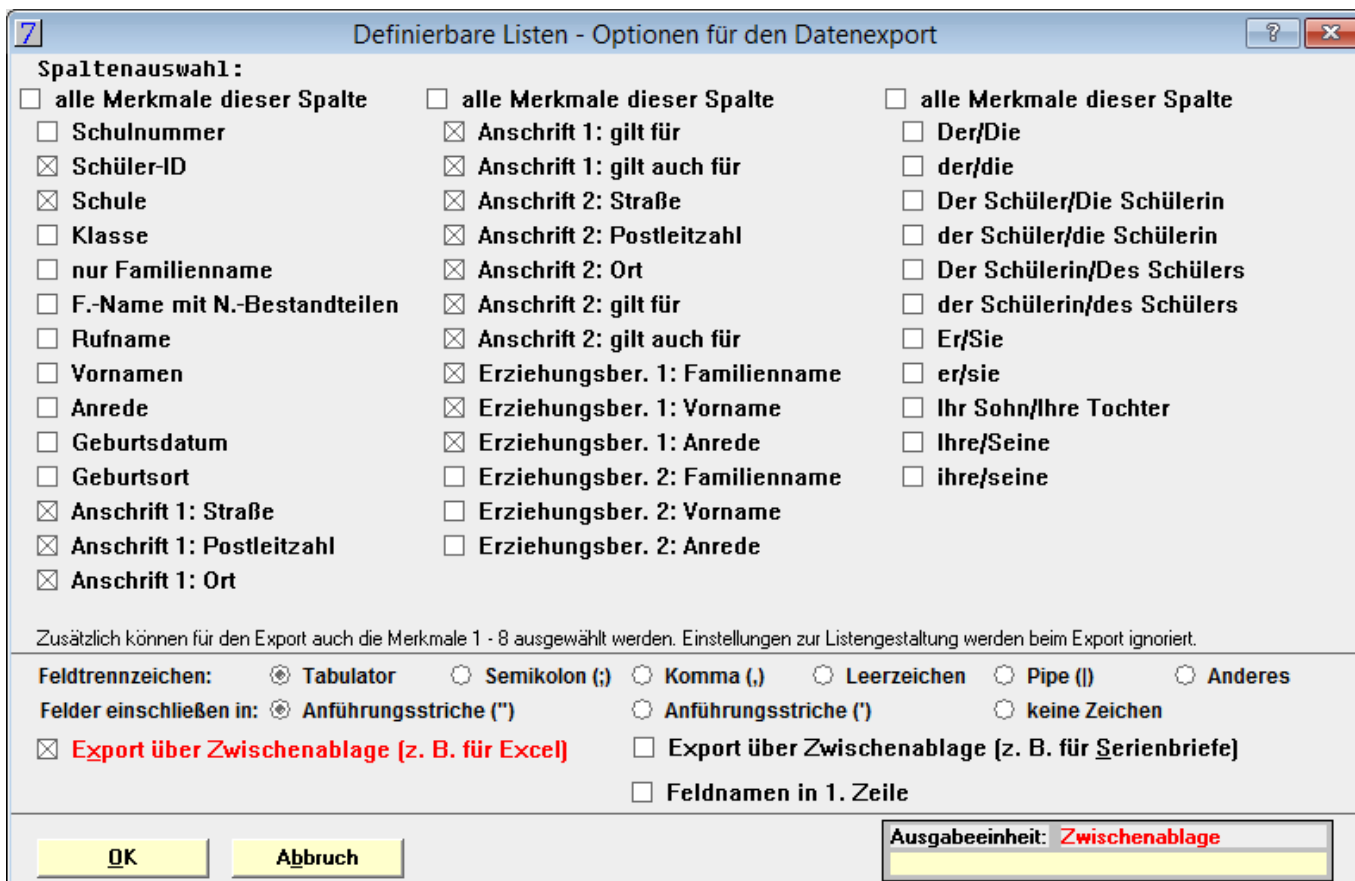 7 Definierbare Listen - Optionen für den Datenexport ?
Spaltenauswahl:
alle Merkmale dieser Spalte alle Merkmale dieser Spalte alle Merkmale dieser Spalte
Schulnummer Anschrift 1: gilt für Der/Die
Schüler-ID Anschrift 1: gilt auch für der/die
Schule Anschrift 2: Straße Der Schüler/Die Schülerin
Klasse Anschrift 2: Postleitzahl der Schüler/die Schülerin
nur Familienname Anschrift 2: Ort Der Schülerin/Des Schülers
F.-Name mit N.-Bestandteilen Anschrift 2: gilt für der Schülerin/des Schülers
Rufname Anschrift 2: gilt auch für Er/Sie
Vornamen Erziehungsber. 1: Familienname er/sie
Anrede Erziehungsber. 1: Vorname Ihr Sohn/Ihre Tochter
Geburtsdatum Erziehungsber. 1: Anrede Ihre/Seine
Geburtsort Erziehungsber. 2: Familienname ihre/seine
Anschrift 1: Straße Erziehungsber. 2: Vorname
Anschrift 1: Postleitzahl Erziehungsber. 2: Anrede
Anschrift 1: Ort
Zusätzlich können für den Export auch die Merkmale 1 - 8 ausgewählt werden. Einstellungen zur Listengestaltung werden beim Export ignoriert.
Feldtrennzeichen: Tabulator Semikolon (;) Komma (,) Leerzeichen Pipe (|) Anderes
Felder einschließen in: Anführungsstriche (") Anführungsstriche (') keine Zeichen
Export über Zwischenablage (z. B. für Excel) Export über Zwischenablage (z. B. für Serienbriefe)
Feldnamen in 1. Zeile
OK Abbruch Ausgabeeinheit: Zwischenablage